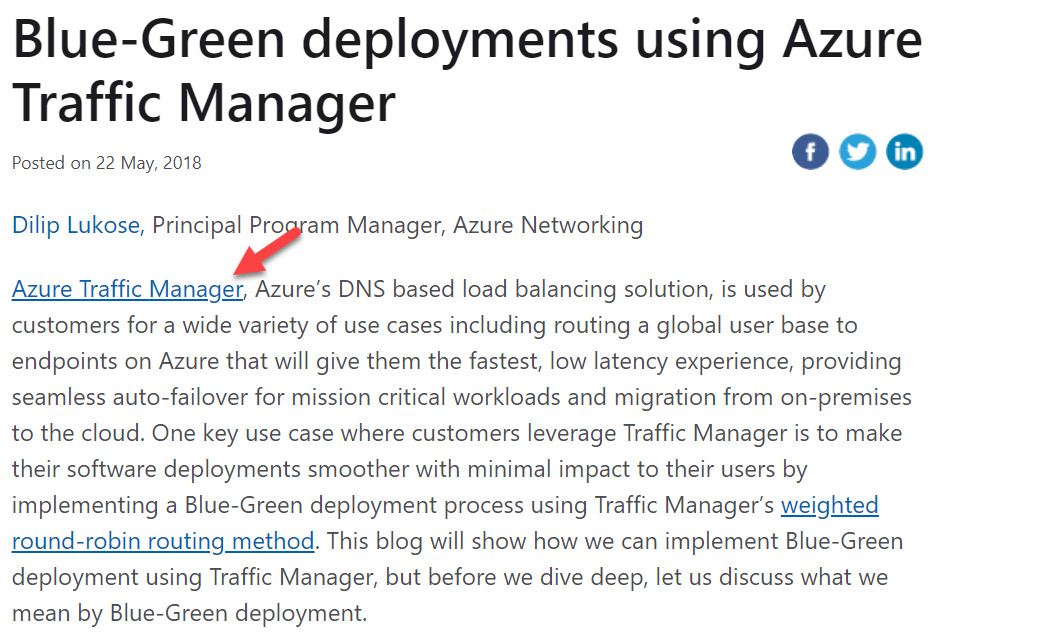 Blue-Green deployments using Azure
Traffic Manager
Posted on 22 May, 2018
f
in
Dilip Lukose, Principal Program Manager, Azure Networking
Azure Traffic Manager, Azure’s DNS based load balancing solution, is used by
customers for a wide variety of use cases including routing a global user base to
endpoints on Azure that will give them the fastest, low latency experience, providing
seamless auto-failover for mission critical workloads and migration from on-premises
to the cloud. One key use case where customers leverage Traffic Manager is to make
their software deployments smoother with minimal impact to their users by
implementing a Blue-Green deployment process using Traffic Manager’s weighted
round-robin routing method. This blog will show how we can implement Blue-Green
deployment using Traffic Manager, but before we dive deep, let us discuss what we
mean by Blue-Green deployment.